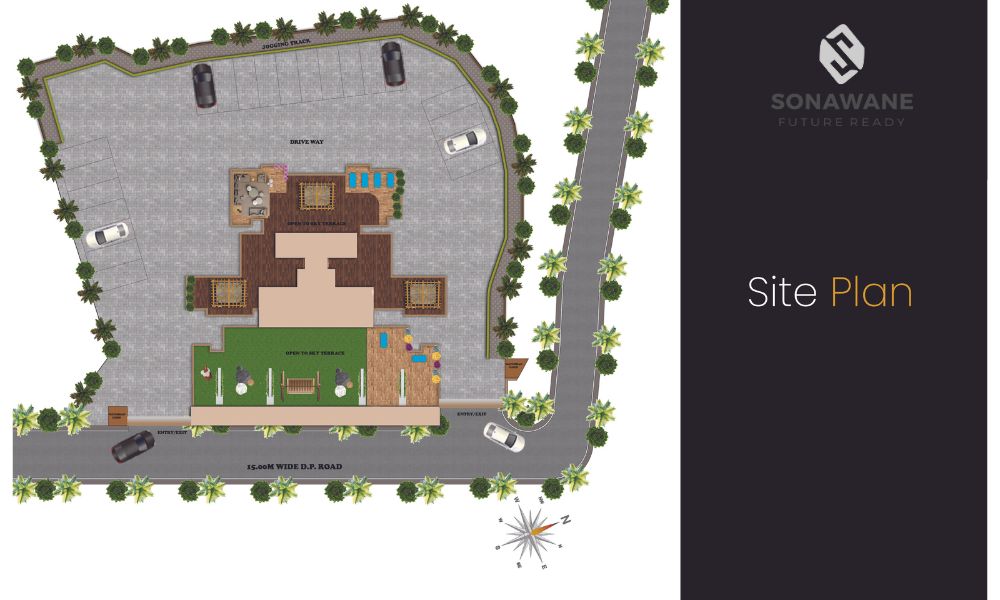 JOGGING TRACK
DRIVE WAY
OPEN TO SKY TERRACE
OPEN TO SKY TERRACE
ENTRY/EXIT
ENTRY/EXIT
15.00M WIDE D.P. ROAD
N
E
S
W
SONAWANE
FUTURE READY
Site Plan